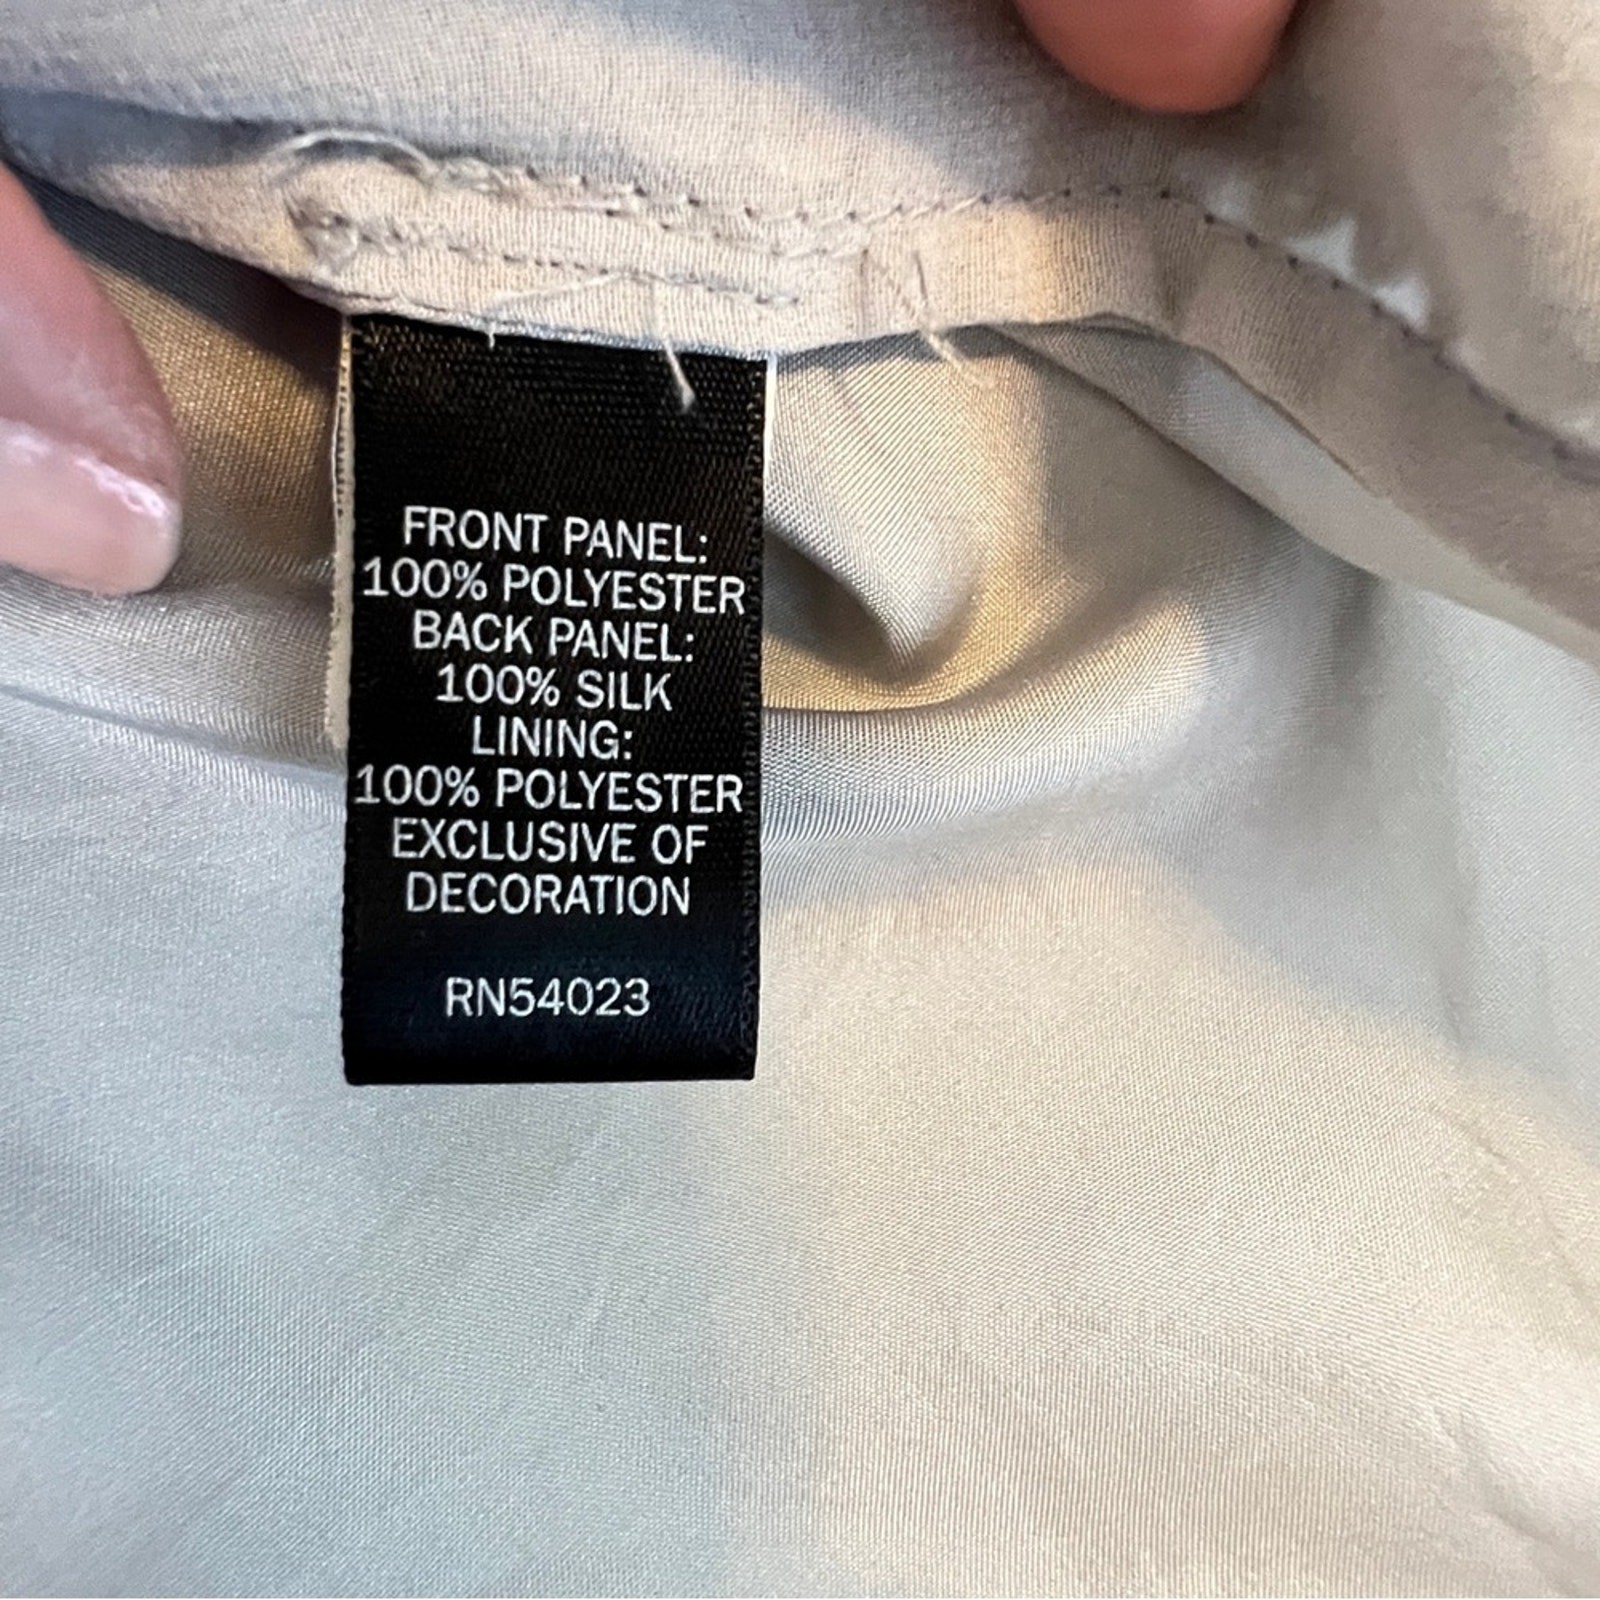 FRONT PANEL:
100% POLYESTER
BACK PANEL:
100% SILK
LINING:
100% POLYESTER
EXCLUSIVE OF
DECORATION
RN54023